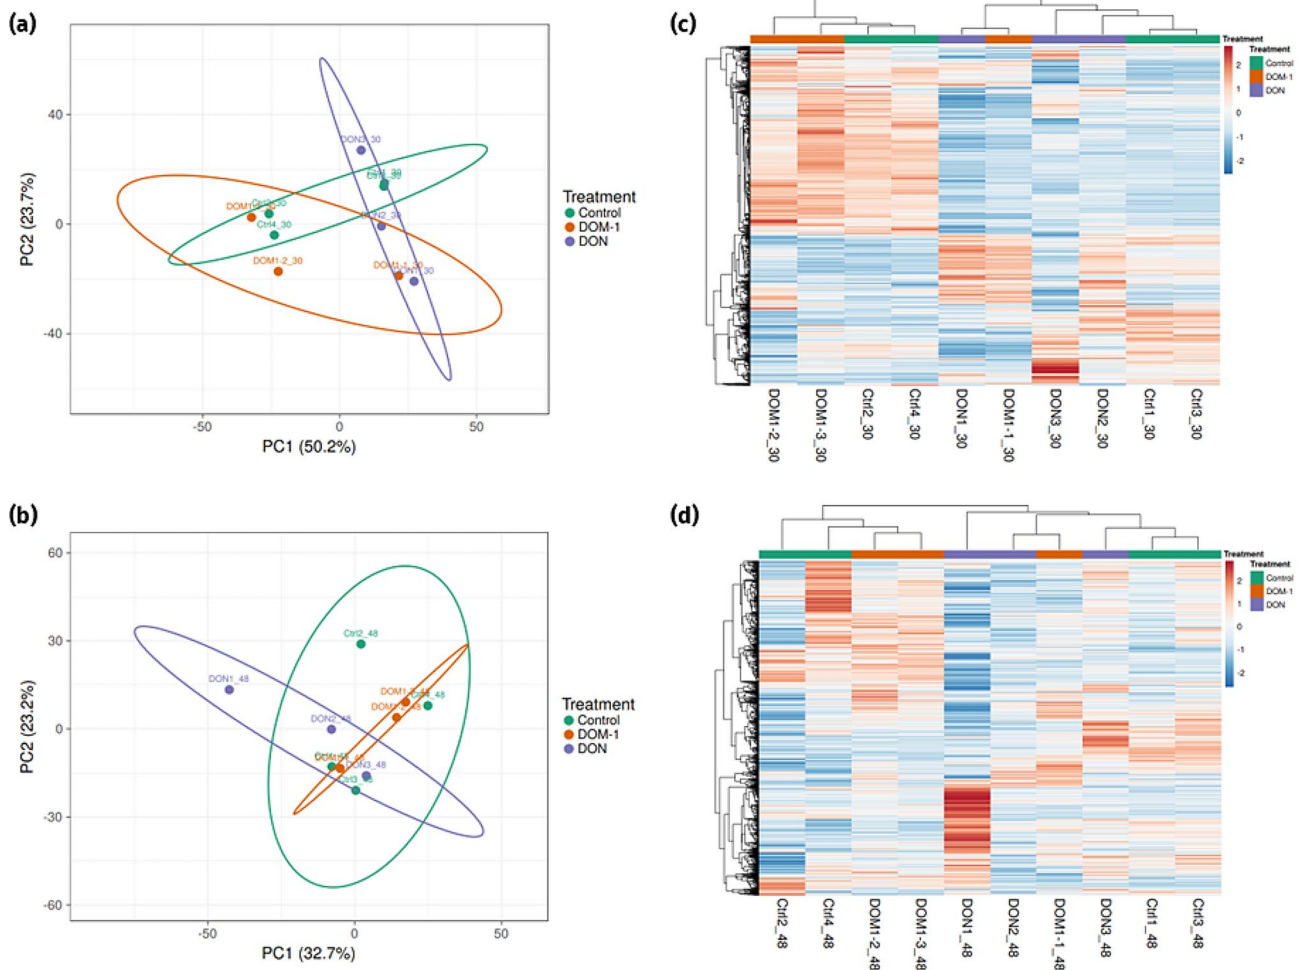 (a)
40
0
-40
-50
0
50
PC2 (23.7%)
PC1 (50.2%)
DON3_30
DON2_30
Ctrl4_30
DOM1-2_30
Treatment
Control
DOM-1
DON
(c)
Treatment
2
1
0
-1
-2
Treatment
Control
DOM-1
DON
DOM1-2_30
DOM1-3_30
Ctrl2_30
Ctrl4_30
DON1_30
DOM1-1_30
DON3_30
DON2_30
Ctrl1_30
Ctrl3_30
(b)
60
30
0
-30
-60
-50
0
50
PC2 (23.2%)
PC1 (32.7%)
Ctrl2_48
DON1_48
DON2_48
DON3_48
Treatment
Control
DOM-1
DON
(d)
Treatment
2
1
0
-1
-2
Treatment
Control
DOM-1
DON
Ctrl2_48
Ctrl4_48
DOM1-2_48
DOM1-3_48
DON1_48
DON2_48
DOM1-1_48
DON3_48
Ctrl1_48
Ctrl3_48